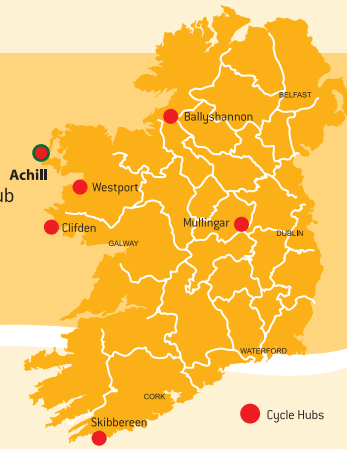 BELFAST
Ballyshannon
Achill
ub
Westport
Clifden
Mullingar
DUBLIN
GALWAY
WATERFORD
CORK
Cycle Hubs
Skibbereen